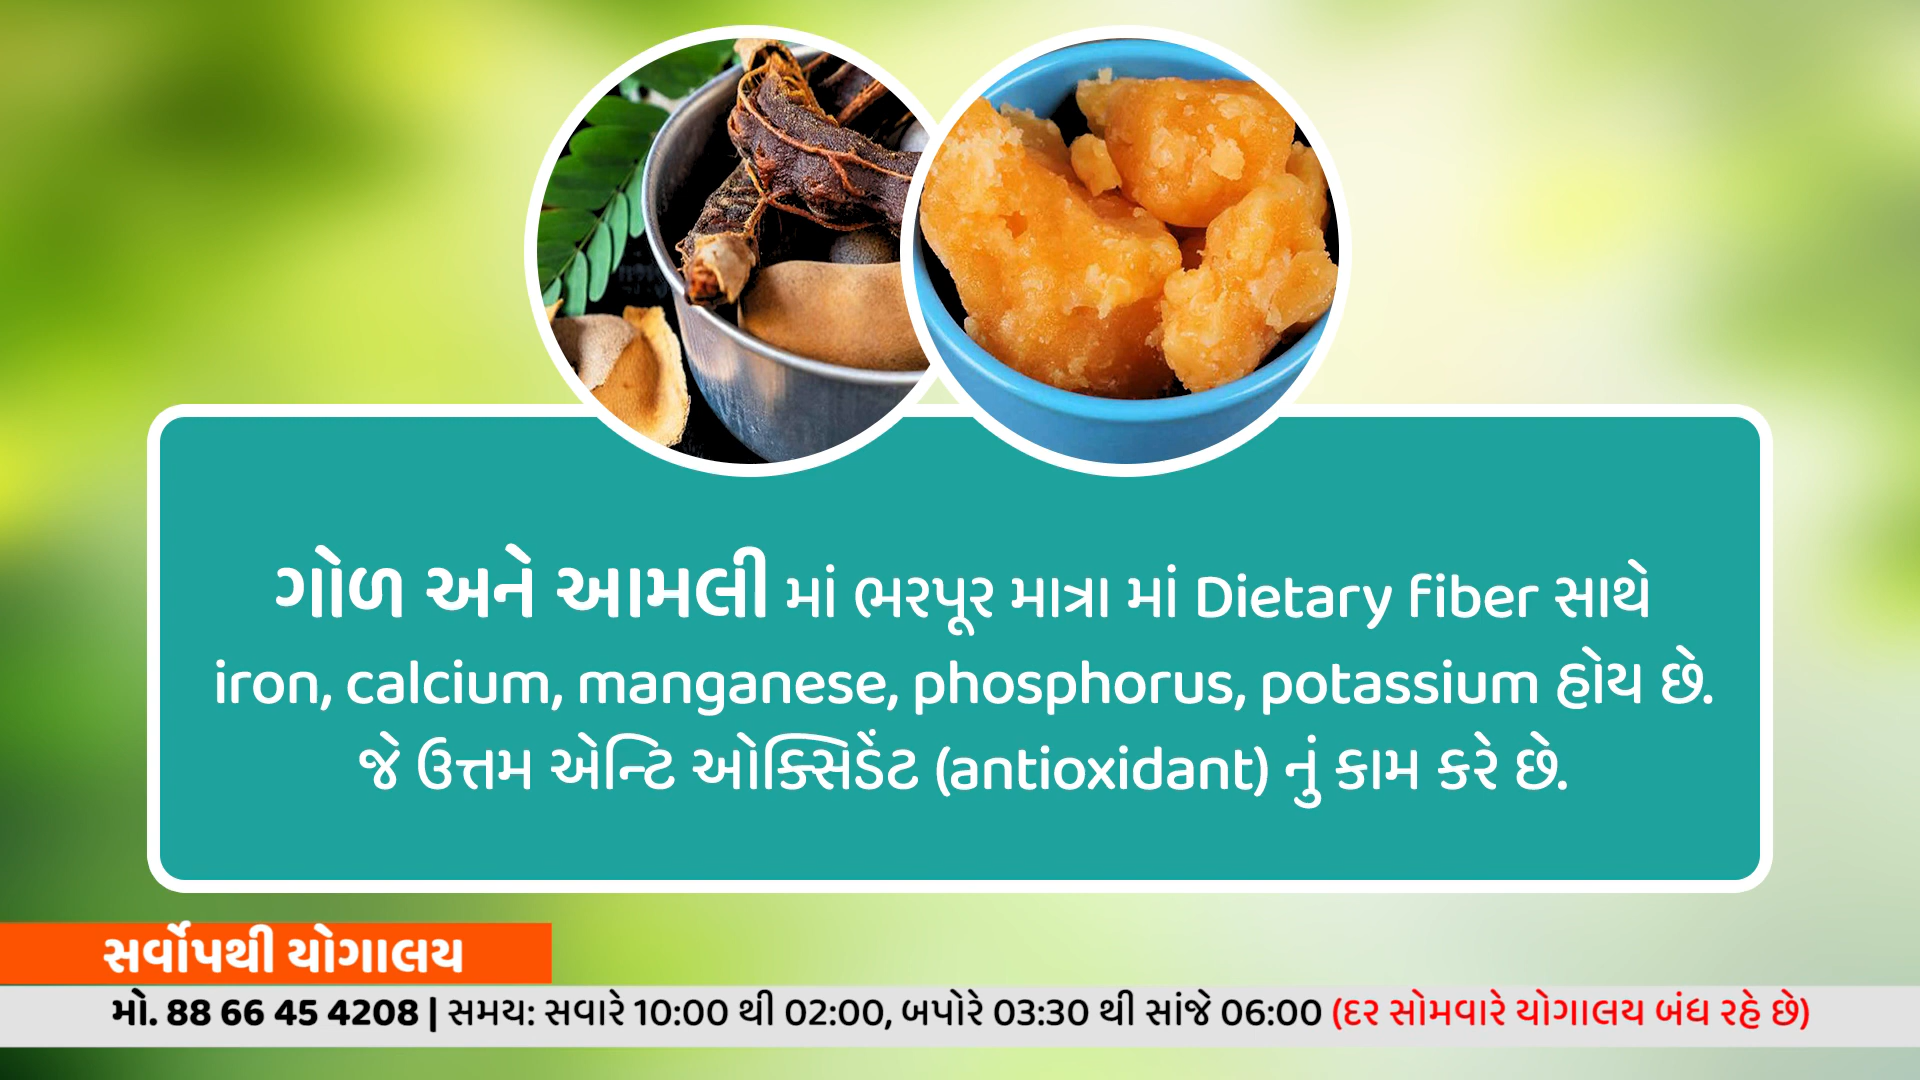 ગોળ અને આમલી માં ભરપૂર માત્રા માં Dietary fiber સાથે
iron, calcium, manganese, phosphorus, potassium હોય છે.
જે ઉત્તમ એન્ટિ ઓક્સિડેંટ (antioxidant) નું કામ કરે છે.
સર્વોપથી યોગાલય
મો. 88 66 45 4208 | સમય: સવારે 10:00 થી 02:00, બપોરે 03:30 થી સાંજે 06:00 (દર સોમવારે યોગાલય બંધ રહે છે)